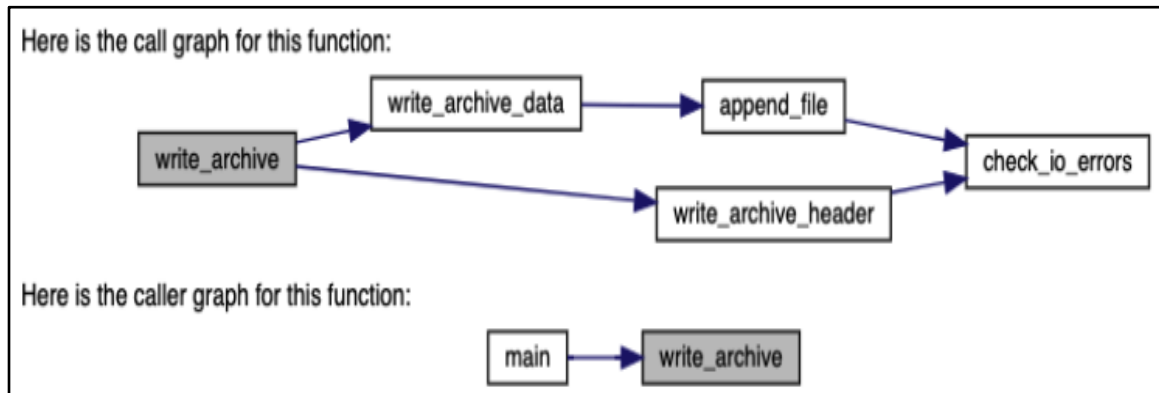 Here is the call graph for this function:
write_archive_data
append_file
write_archive
check_io_errors
write_archive_header
Here is the caller graph for this function:
main
write_archive